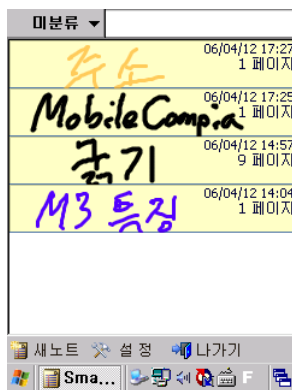 미분류
주소
06/04/12 17:27
1 페이지
MobileCompia
06/04/12 17:25
1 페이지
굵기
06/04/12 14:57
9 페이지
M3 특징
06/04/12 14:04
1 페이지
새노트 설정 나가기
Sma... F